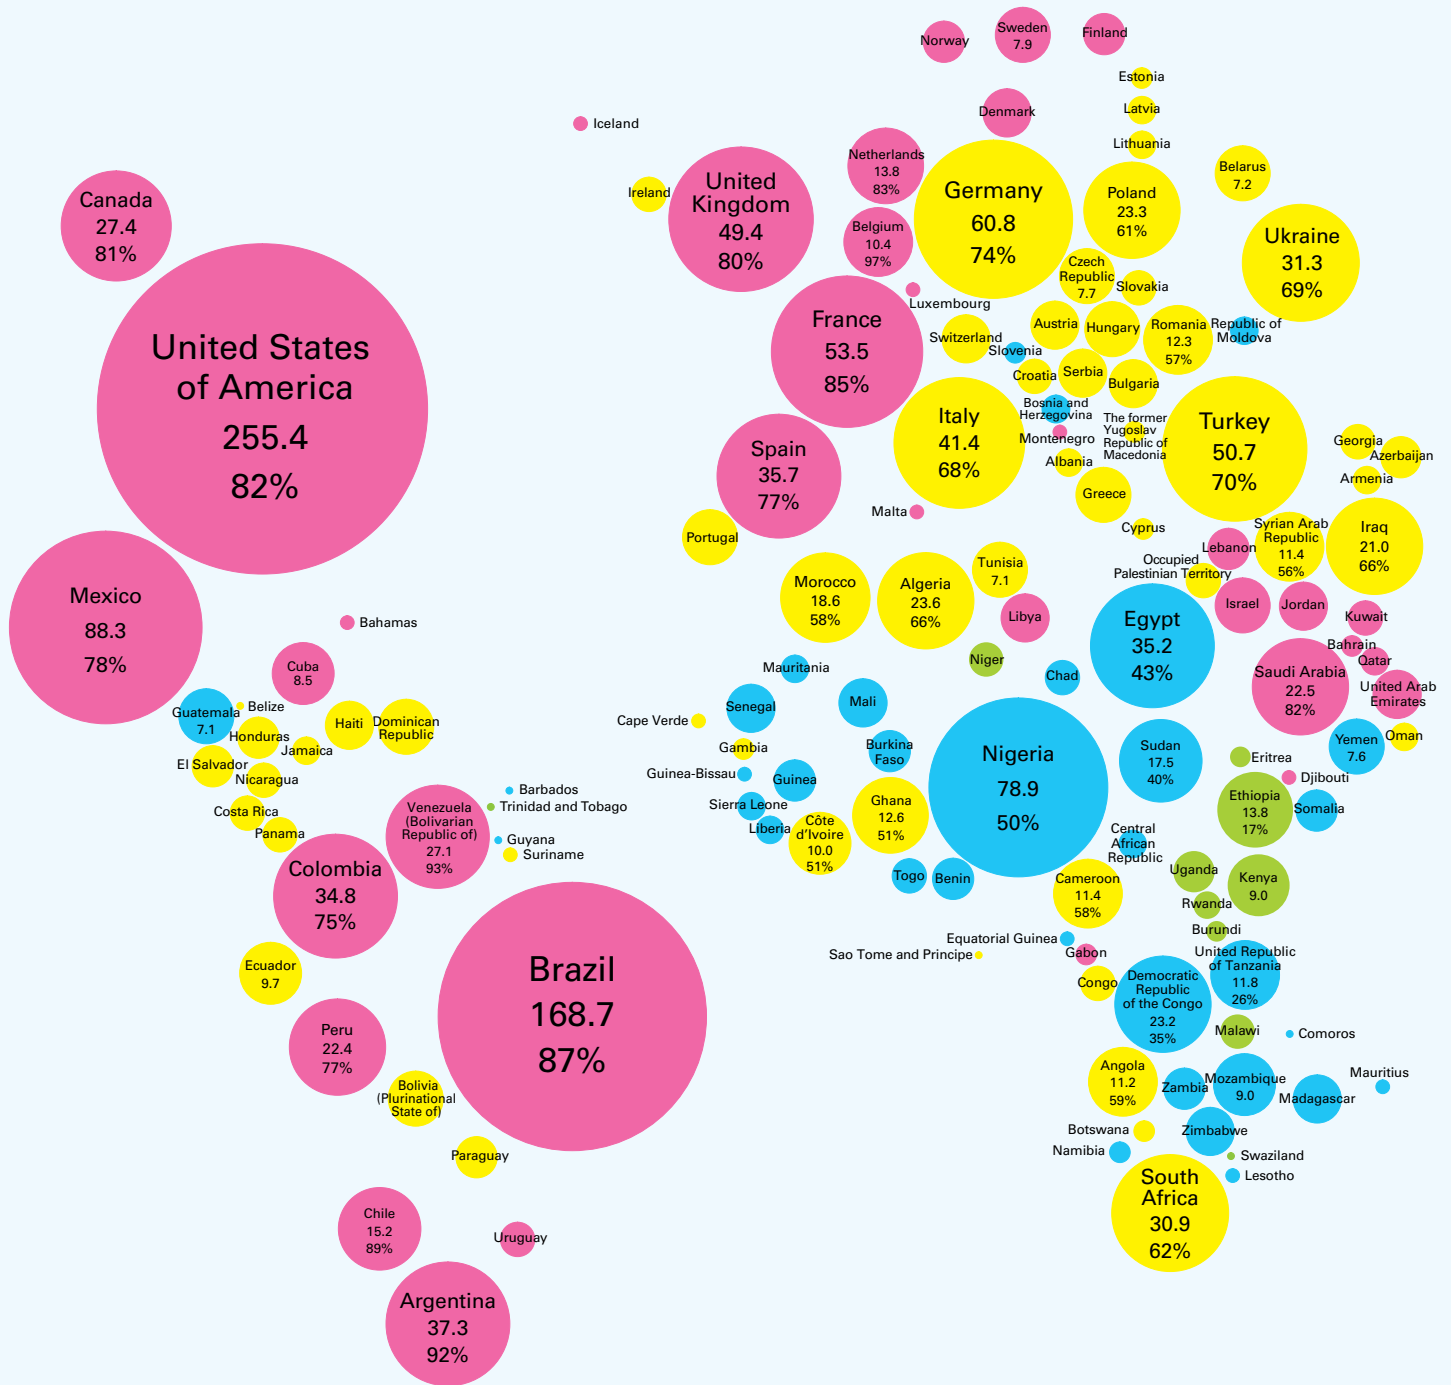 Norway
Sweden
7.9
Finland
Estonia
Latvia
Lithuania
Denmark
Iceland
Ireland
United
Kingdom
49.4
80%
Netherlands
13.8
83%
Belgium
10.4
97%
Luxembourg
Germany
60.8
74%
Poland
23.3
61%
Belarus
7.2
Ukraine
31.3
69%
Czech
Republic
7.7
Slovakia
France
53.5
85%
Switzerland
Austria
Hungary
Romania
12.3
57%
Republic of
Moldova
Slovenia
Croatia
Serbia
Bulgaria
Bosnia and
Herzegovina
Montenegro
The former
Yugoslav
Republic of
Macedonia
Albania
Italy
41.4
68%
Spain
35.7
77%
Portugal
Malta
Greece
Cyprus
Turkey
50.7
70%
Georgia
Azerbaijan
Armenia
Syrian Arab
Republic
11.4
56%
Iraq
21.0
66%
Lebanon
Occupied
Palestinian Territory
Israel
Jordan
Kuwait
Bahrain
Qatar
Saudi Arabia
22.5
82%
United Arab
Emirates
Oman
Yemen
7.6
Canada
27.4
81%
United States
of America
255.4
82%
Mexico
88.3
78%
Bahamas
Cuba
8.5
Guatemala
7.1
Belize
Honduras
Jamaica
Haiti
Dominican
Republic
El Salvador
Nicaragua
Costa Rica
Panama
Barbados
Trinidad and Tobago
Guyana
Suriname
Venezuela
(Bolivarian
Republic of)
27.1
93%
Colombia
34.8
75%
Ecuador
9.7
Peru
22.4
77%
Brazil
168.7
87%
Bolivia
(Plurinational
State of)
Paraguay
Chile
15.2
89%
Uruguay
Argentina
37.3
92%
Morocco
18.6
58%
Algeria
23.6
66%
Tunisia
7.1
Libya
Egypt
35.2
43%
Niger
Chad
Mauritania
Senegal
Mali
Cape Verde
Gambia
Burkina
Faso
Guinea-Bissau
Guinea
Sierra Leone
Liberia
Côte
d’Ivoire
10.0
51%
Ghana
12.6
51%
Togo
Benin
Nigeria
78.9
50%
Sudan
17.5
40%
Eritrea
Djibouti
Ethiopia
13.8
17%
Somalia
Central
African
Republic
Cameroon
11.4
58%
Uganda
Kenya
9.0
Rwanda
Burundi
Equatorial Guinea
Sao Tome and Principe
Gabon
Congo
Democratic
Republic
of the Congo
23.2
35%
United Republic
of Tanzania
11.8
26%
Malawi
Comoros
Angola
11.2
59%
Zambia
Mozambique
9.0
Madagascar
Mauritius
Botswana
Zimbabwe
Namibia
Swaziland
Lesotho
South
Africa
30.9
62%